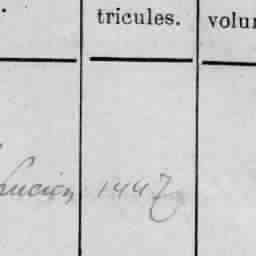 tricules. volu
Lucien 1447